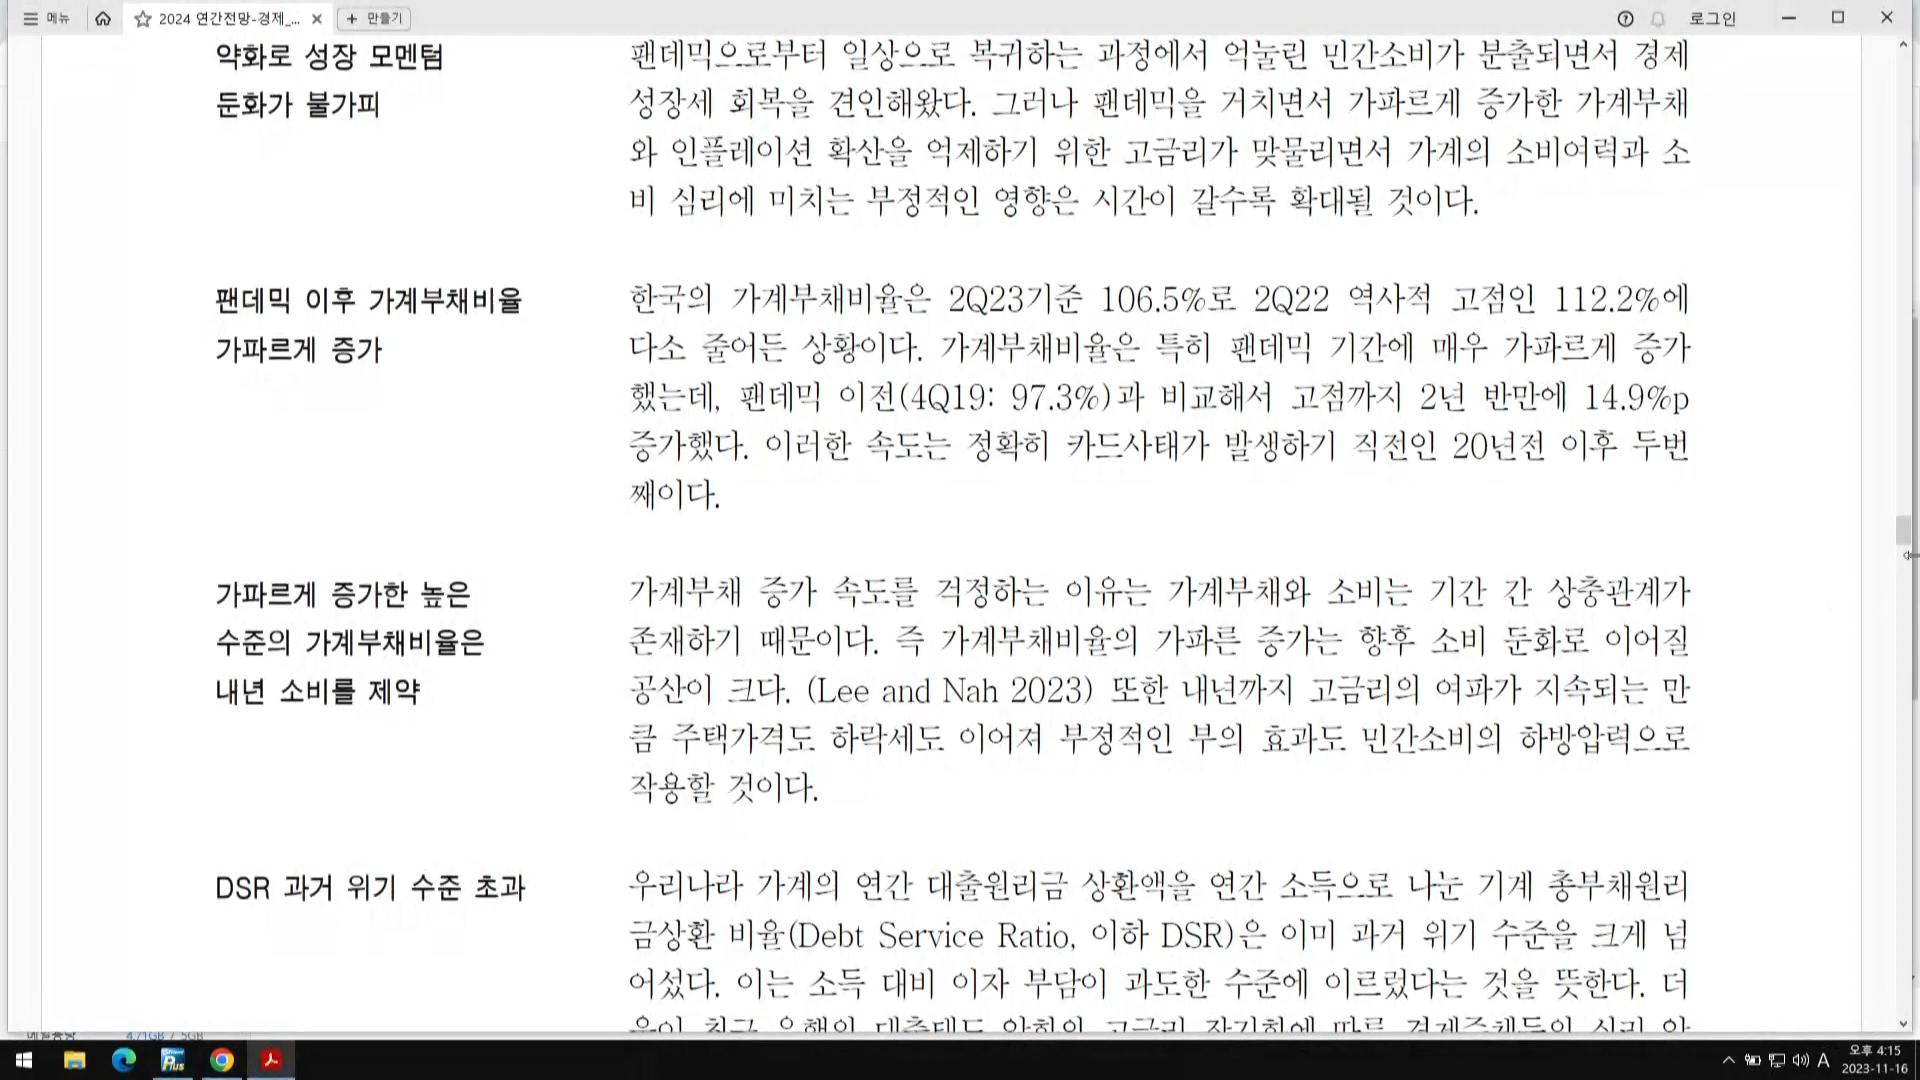 메뉴
2024 연간전망-경제_...
만들기
로그인
약화로 성장 모멘텀
둔화가 불가피
팬데믹으로부터 일상으로 복귀하는 과정에서 억눌린 민간소비가 분출되면서 경제
성장세 회복을 견인해왔다. 그러나 팬데믹을 거치면서 가파르게 증가한 가계부채
와 인플레이션 확산을 억제하기 위한 고금리가 맞물리면서 가계의 소비여력과 소
비 심리에 미치는 부정적인 영향은 시간이 갈수록 확대될 것이다.
팬데믹 이후 가계부채비율
가파르게 증가
한국의 가계부채비율은 2Q23기준 106.5%로 2Q22 역사적 고점인 112.2%에
다소 줄어든 상황이다. 가계부채비율은 특히 팬데믹 기간에 매우 가파르게 증가
했는데, 팬데믹 이전(4Q19: 97.3%)과 비교해서 고점까지 2년 반만에 14.9%p
증가했다. 이러한 속도는 정확히 카드사태가 발생하기 직전인 20년전 이후 두번
째이다.
가파르게 증가한 높은
수준의 가계부채비율은
내년 소비를 제약
가계부채 증가 속도를 걱정하는 이유는 가계부채와 소비는 기간 간 상충관계가
존재하기 때문이다. 즉 가계부채비율의 가파른 증가는 향후 소비 둔화로 이어질
공산이 크다. (Lee and Nah 2023) 또한 내년까지 고금리의 여파가 지속되는 만
큼 주택가격도 하락세도 이어져 부정적인 부의 효과도 민간소비의 하방압력으로
작용할 것이다.
DSR 과거 위기 수준 초과
우리나라 가계의 연간 대출원리금 상환액을 연간 소득으로 나눈 기계 총부채원리
금상환 비율(Debt Service Ratio, 이하 DSR)은 이미 과거 위기 수준을 크게 넘
어섰다. 이는 소득 대비 이자 부담이 과도한 수준에 이르렀다는 것을 뜻한다. 더
4.71GB / 5GB
A
오후 4:15
2023-11-16